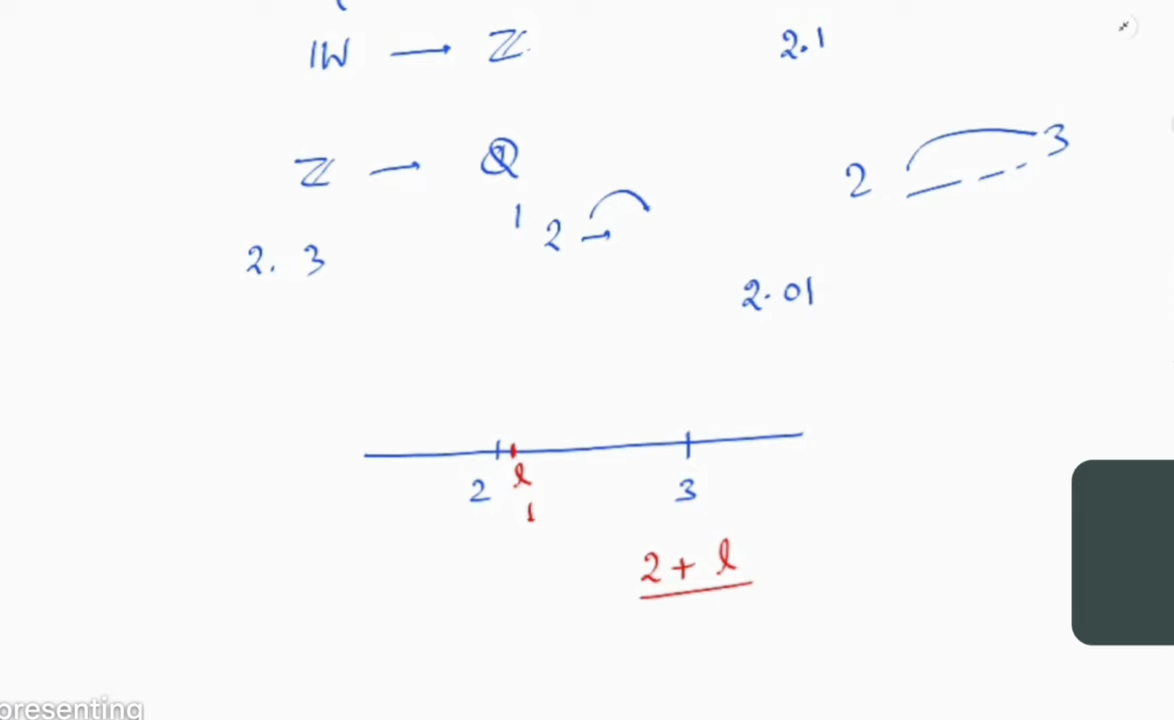 𝕎 → ℤ
2.1
ℤ → ℚ
2 3
1 2 →
2. 3
2.01
2 l 3
1
2 + l
presenting